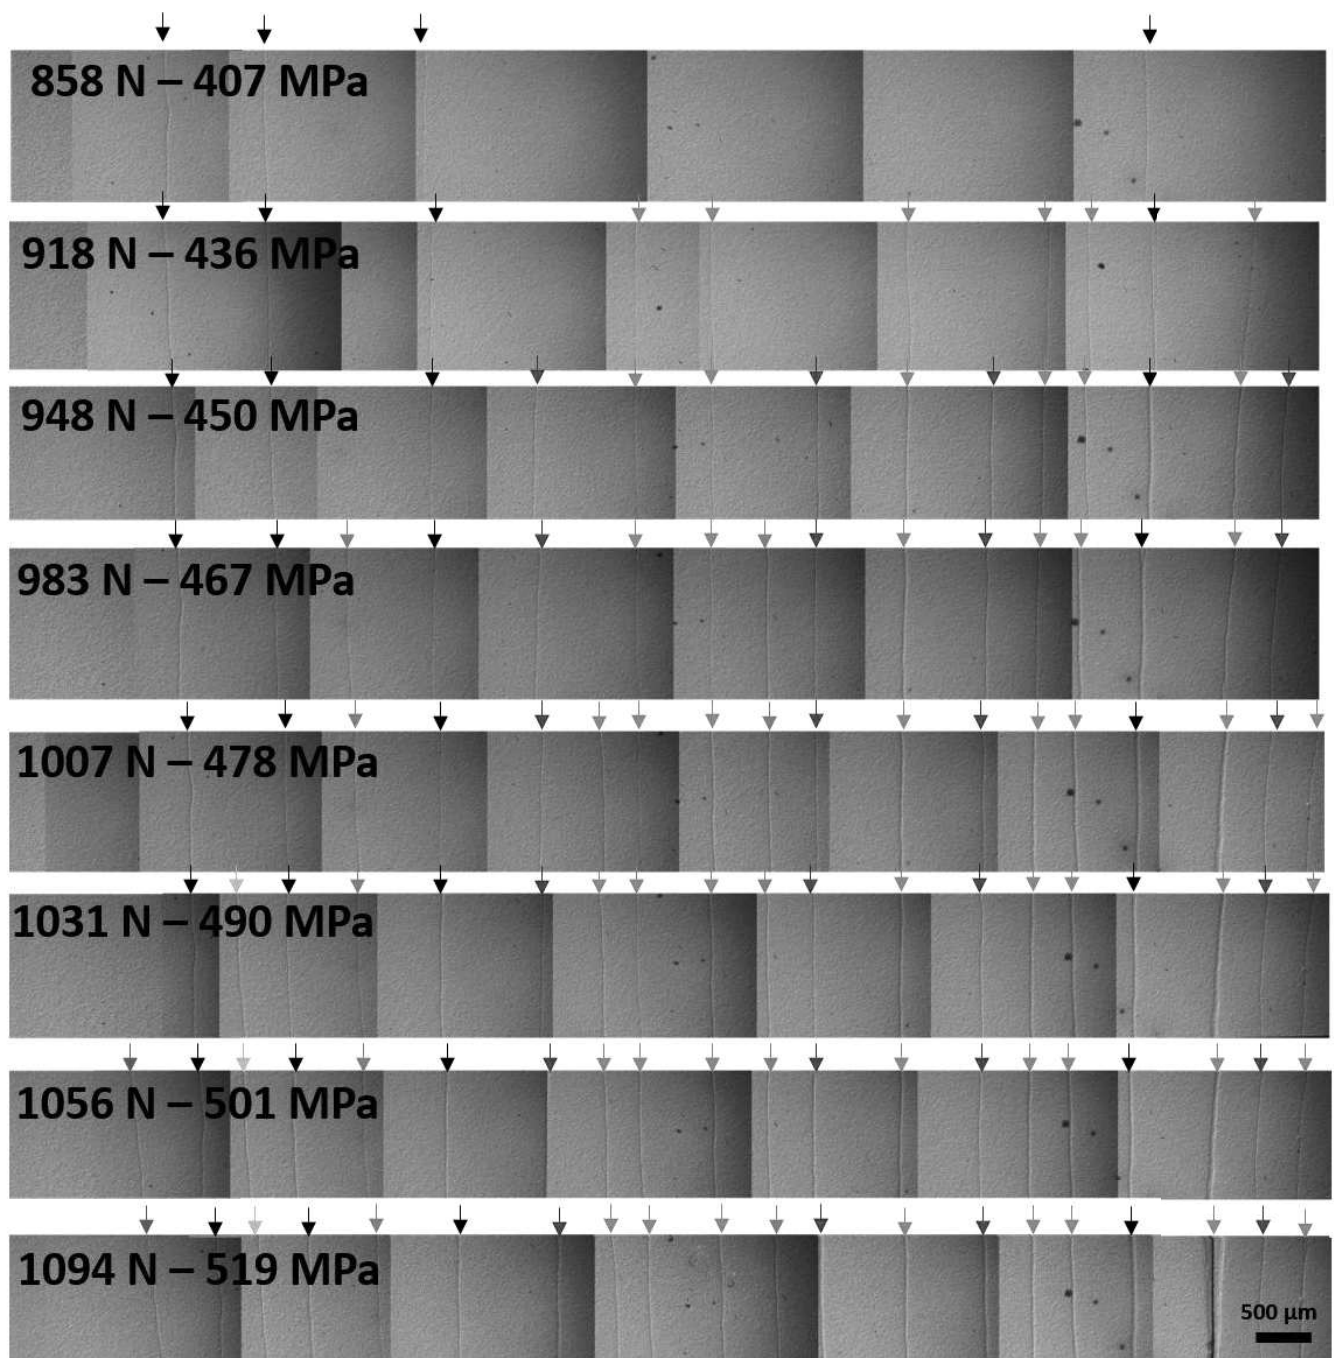 858 N – 407 MPa
918 N – 436 MPa
948 N – 450 MPa
983 N – 467 MPa
1007 N – 478 MPa
1031 N – 490 MPa
1056 N – 501 MPa
1094 N – 519 MPa
500 µm